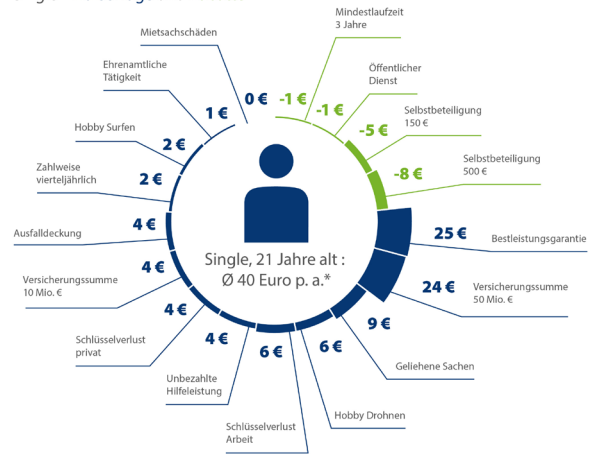 Mindestlaufzeit
3 Jahre
-1 €
Öffentlicher
Dienst
-1 €
Selbstbeteiligung
150 €
-5 €
Selbstbeteiligung
500 €
-8 €
25 €
Bestleistungsgarantie
24 €
Versicherungssumme
50 Mio. €
9 €
Geliehene Sachen
6 €
Hobby Drohnen
6 €
Schlüsselverlust
Arbeit
4 €
Unbezahlte
Hilfeleistung
4 €
Schlüsselverlust
privat
4 €
Versicherungssumme
10 Mio. €
4 €
Ausfalldeckung
2 €
Zahlweise
vierteljährlich
2 €
Hobby Surfen
1 €
Ehrenamtliche
Tätigkeit
0 €
Mietsachschäden
Single, 21 Jahre alt :
Ø 40 Euro p. a.*